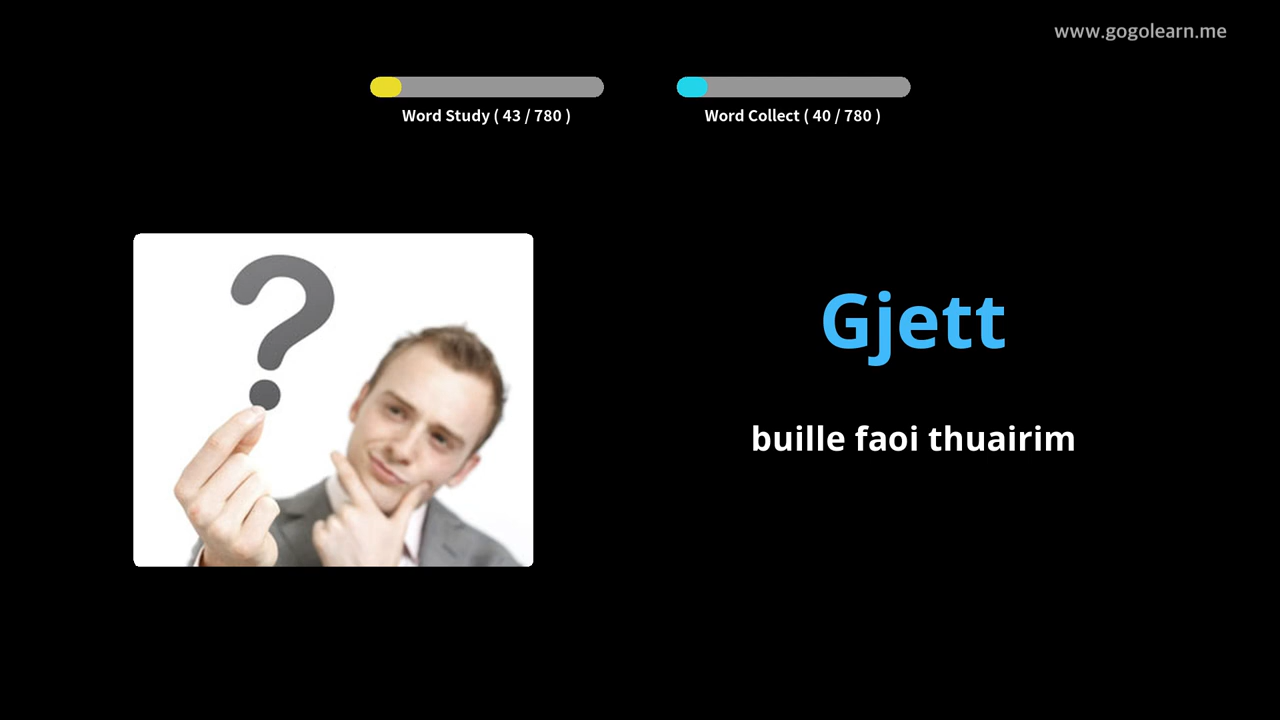 www.gogolearn.me
Word Study ( 43 / 780 )
Word Collect ( 40 / 780 )
?
Gjett
buille faoi thuairim